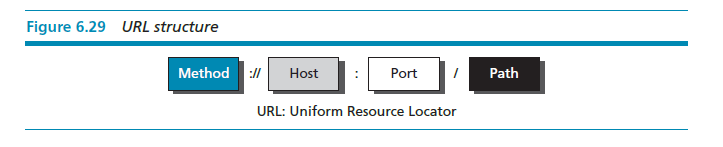 Figure 6.29 URL structure
Method :// Host : Port / Path
URL: Uniform Resource Locator